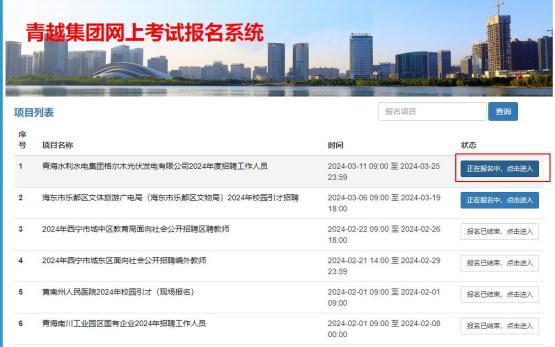 青越集团网上考试报名系统
项目列表
报名项目
查询
序号 项目名称 时间 状态
1 青海水利水电集团格尔木光伏发电有限公司2024年度招聘工作人员 2024-03-11 09:00 至 2024-03-25 23:59 正在报名中，点击进入
2 海东市乐都区文体旅游广电局（海东市乐都区文物局）2024年校园引才招聘 2024-03-06 09:00 至 2024-03-19 18:00 正在报名中，点击进入
3 2024年西宁市城中区教育局面向社会公开招聘区聘教师 2024-02-22 09:00 至 2024-02-26 18:00 报名已结束，点击进入
4 2024年西宁市城东区面向社会公开招聘编外教师 2024-02-21 14:00 至 2024-02-29 23:59 报名已结束，点击进入
5 黄南州人民医院2024年校园引才（现场报名） 2024-02-01 09:00 至 2024-02-01 09:00 报名已结束，点击进入
6 青海南川工业园区国有企业2024年招聘工作人员 2024-02-01 09:00 至 2024-02-08 00:00 报名已结束，点击进入